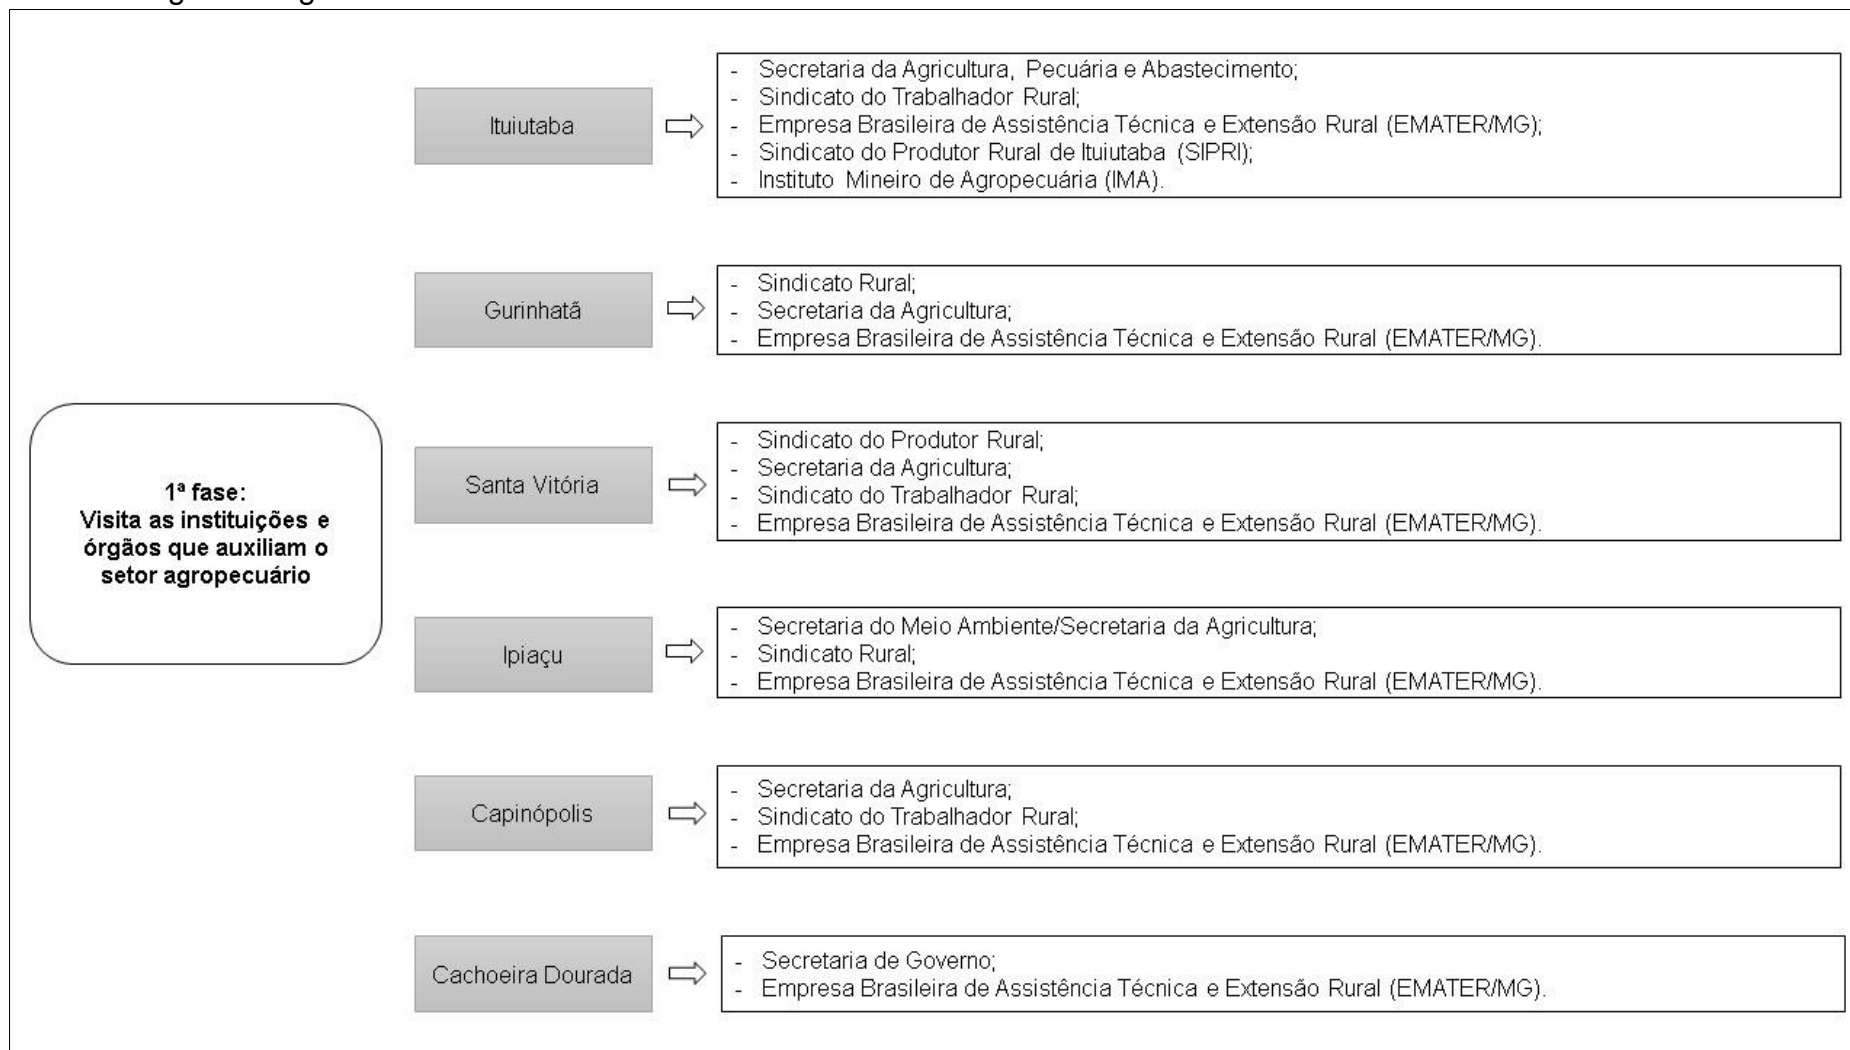 1ª fase:
Visita as instituições e
órgãos que auxiliam o
setor agropecuário
Ituiutaba
- Secretaria da Agricultura, Pecuária e Abastecimento;
- Sindicato do Trabalhador Rural;
- Empresa Brasileira de Assistência Técnica e Extensão Rural (EMATER/MG);
- Sindicato do Produtor Rural de Ituiutaba (SIPRI);
- Instituto Mineiro de Agropecuária (IMA).
Gurinhatã
- Sindicato Rural;
- Secretaria da Agricultura;
- Empresa Brasileira de Assistência Técnica e Extensão Rural (EMATER/MG).
Santa Vitória
- Sindicato do Produtor Rural;
- Secretaria da Agricultura;
- Sindicato do Trabalhador Rural;
- Empresa Brasileira de Assistência Técnica e Extensão Rural (EMATER/MG).
Ipiaçu
- Secretaria do Meio Ambiente/Secretaria da Agricultura;
- Sindicato Rural;
- Empresa Brasileira de Assistência Técnica e Extensão Rural (EMATER/MG).
Capinópolis
- Secretaria da Agricultura;
- Sindicato do Trabalhador Rural;
- Empresa Brasileira de Assistência Técnica e Extensão Rural (EMATER/MG).
Cachoeira Dourada
- Secretaria de Governo;
- Empresa Brasileira de Assistência Técnica e Extensão Rural (EMATER/MG).